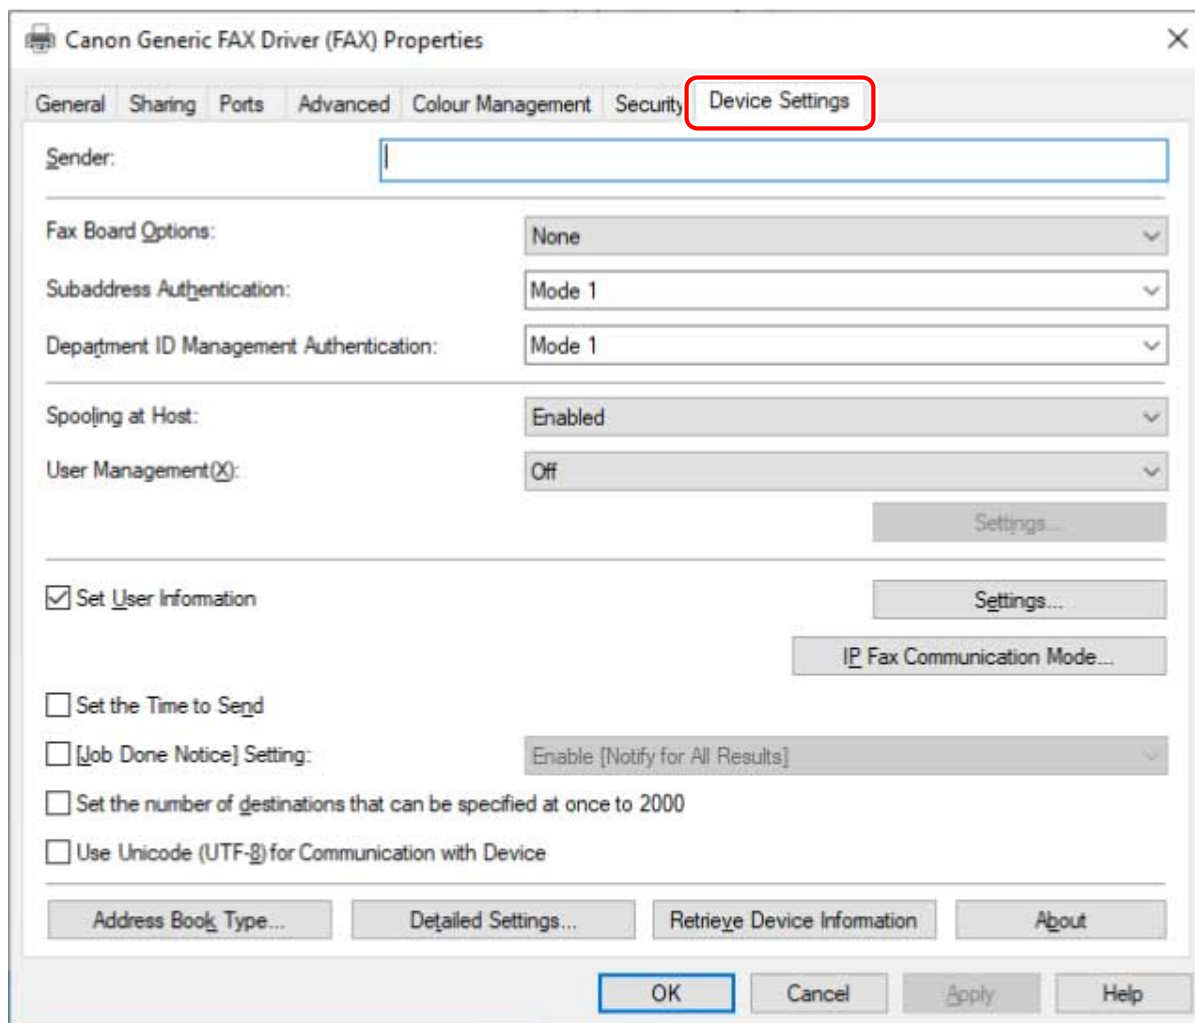 Canon Generic FAX Driver (FAX) Properties
General Sharing Ports Advanced Colour Management Security Device Settings
Sender:
Fax Board Options: None
Subaddress Authentication: Mode 1
Department ID Management Authentication: Mode 1
Spooling at Host: Enabled
User Management(X): Off
Settings...
Set User Information Settings...
IP Fax Communication Mode...
Set the Time to Send
[Job Done Notice] Setting: Enable [Notify for All Results]
Set the number of destinations that can be specified at once to 2000
Use Unicode (UTF-8) for Communication with Device
Address Book Type... Detailed Settings... Retrieve Device Information About
OK Cancel Apply Help